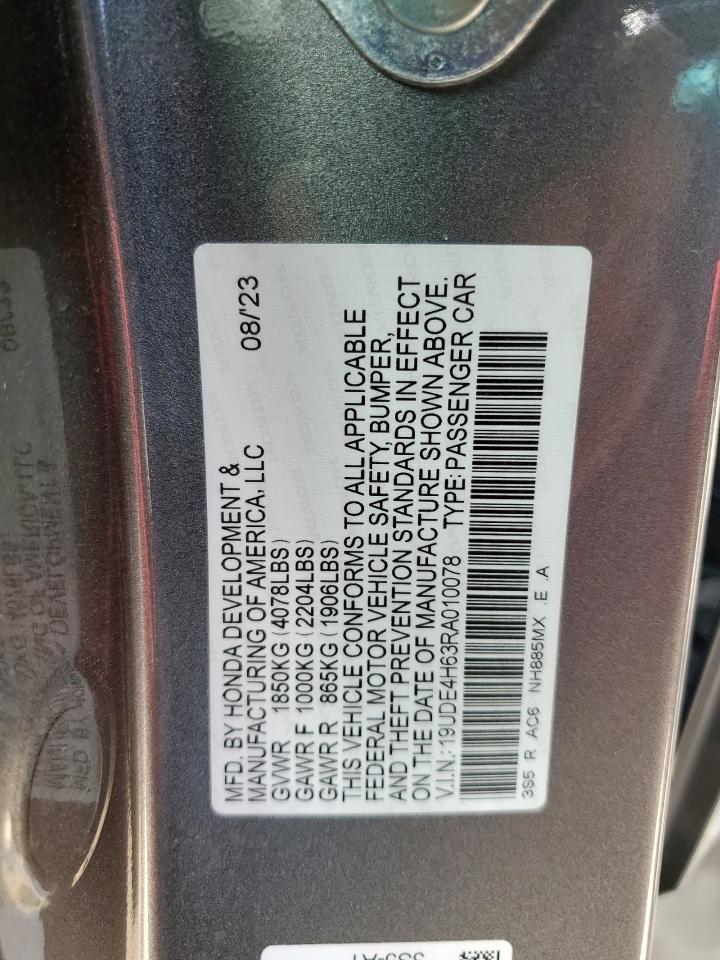 MFD. BY HONDA DEVELOPMENT &
MANUFACTURING OF AMERICA, LLC 08/'23
GVWR 1850KG (4078LBS)
GAWR F 1000KG (2204LBS)
GAWR R 865KG (1906LBS)
THIS VEHICLE CONFORMS TO ALL APPLICABLE
FEDERAL MOTOR VEHICLE SAFETY, BUMPER,
AND THEFT PREVENTION STANDARDS IN EFFECT
ON THE DATE OF MANUFACTURE SHOWN ABOVE.
V.I.N.:19UDE4H63RA010078 TYPE:PASSENGER CAR
3S5 R AC6 NH885MX .E .A